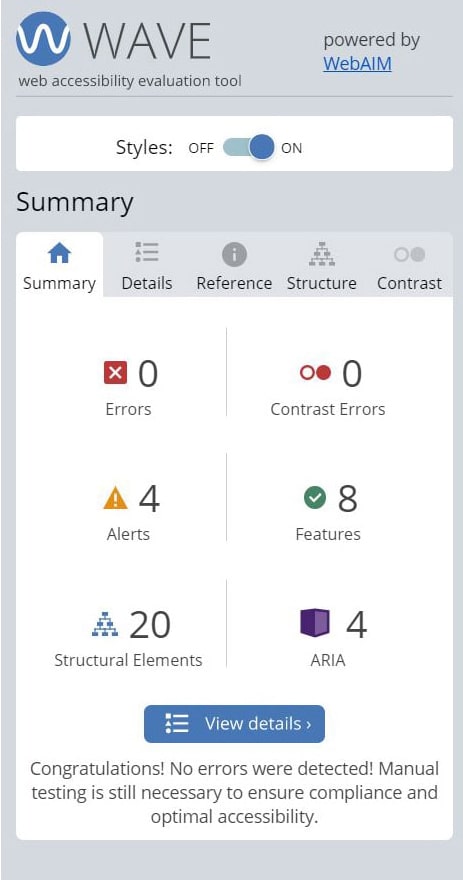 WAVE
web accessibility evaluation tool
powered by
WebAIM
Styles: OFF ON
Summary
Summary Details Reference Structure Contrast
0
Errors
0
Contrast Errors
4
Alerts
8
Features
20
Structural Elements
4
ARIA
View details ›
Congratulations! No errors were detected! Manual
testing is still necessary to ensure compliance and
optimal accessibility.